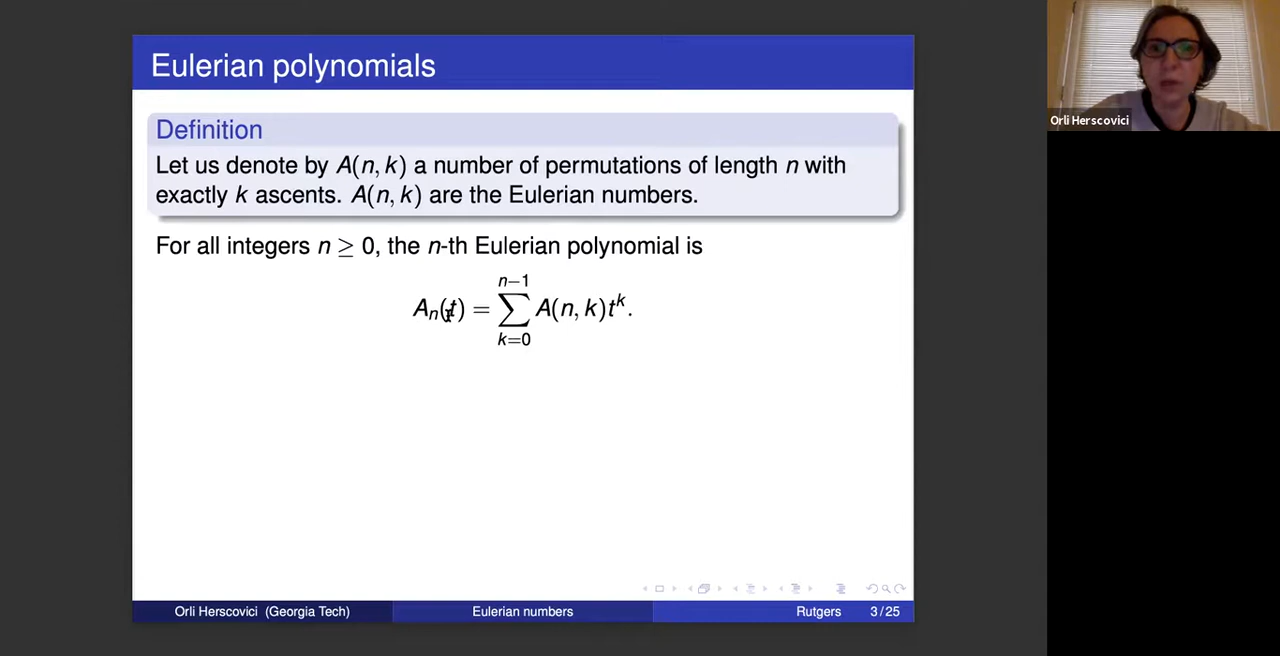 Eulerian polynomials
Definition
Let us denote by A(n, k) a number of permutations of length n with
exactly k ascents. A(n, k) are the Eulerian numbers.
For all integers n ≥ 0, the n-th Eulerian polynomial is
n−1
Aₙ(t) = ∑ A(n, k)tᵏ.
k=0
Orli Herscovici (Georgia Tech) Eulerian numbers Rutgers 3 / 25
Orli Herscovici